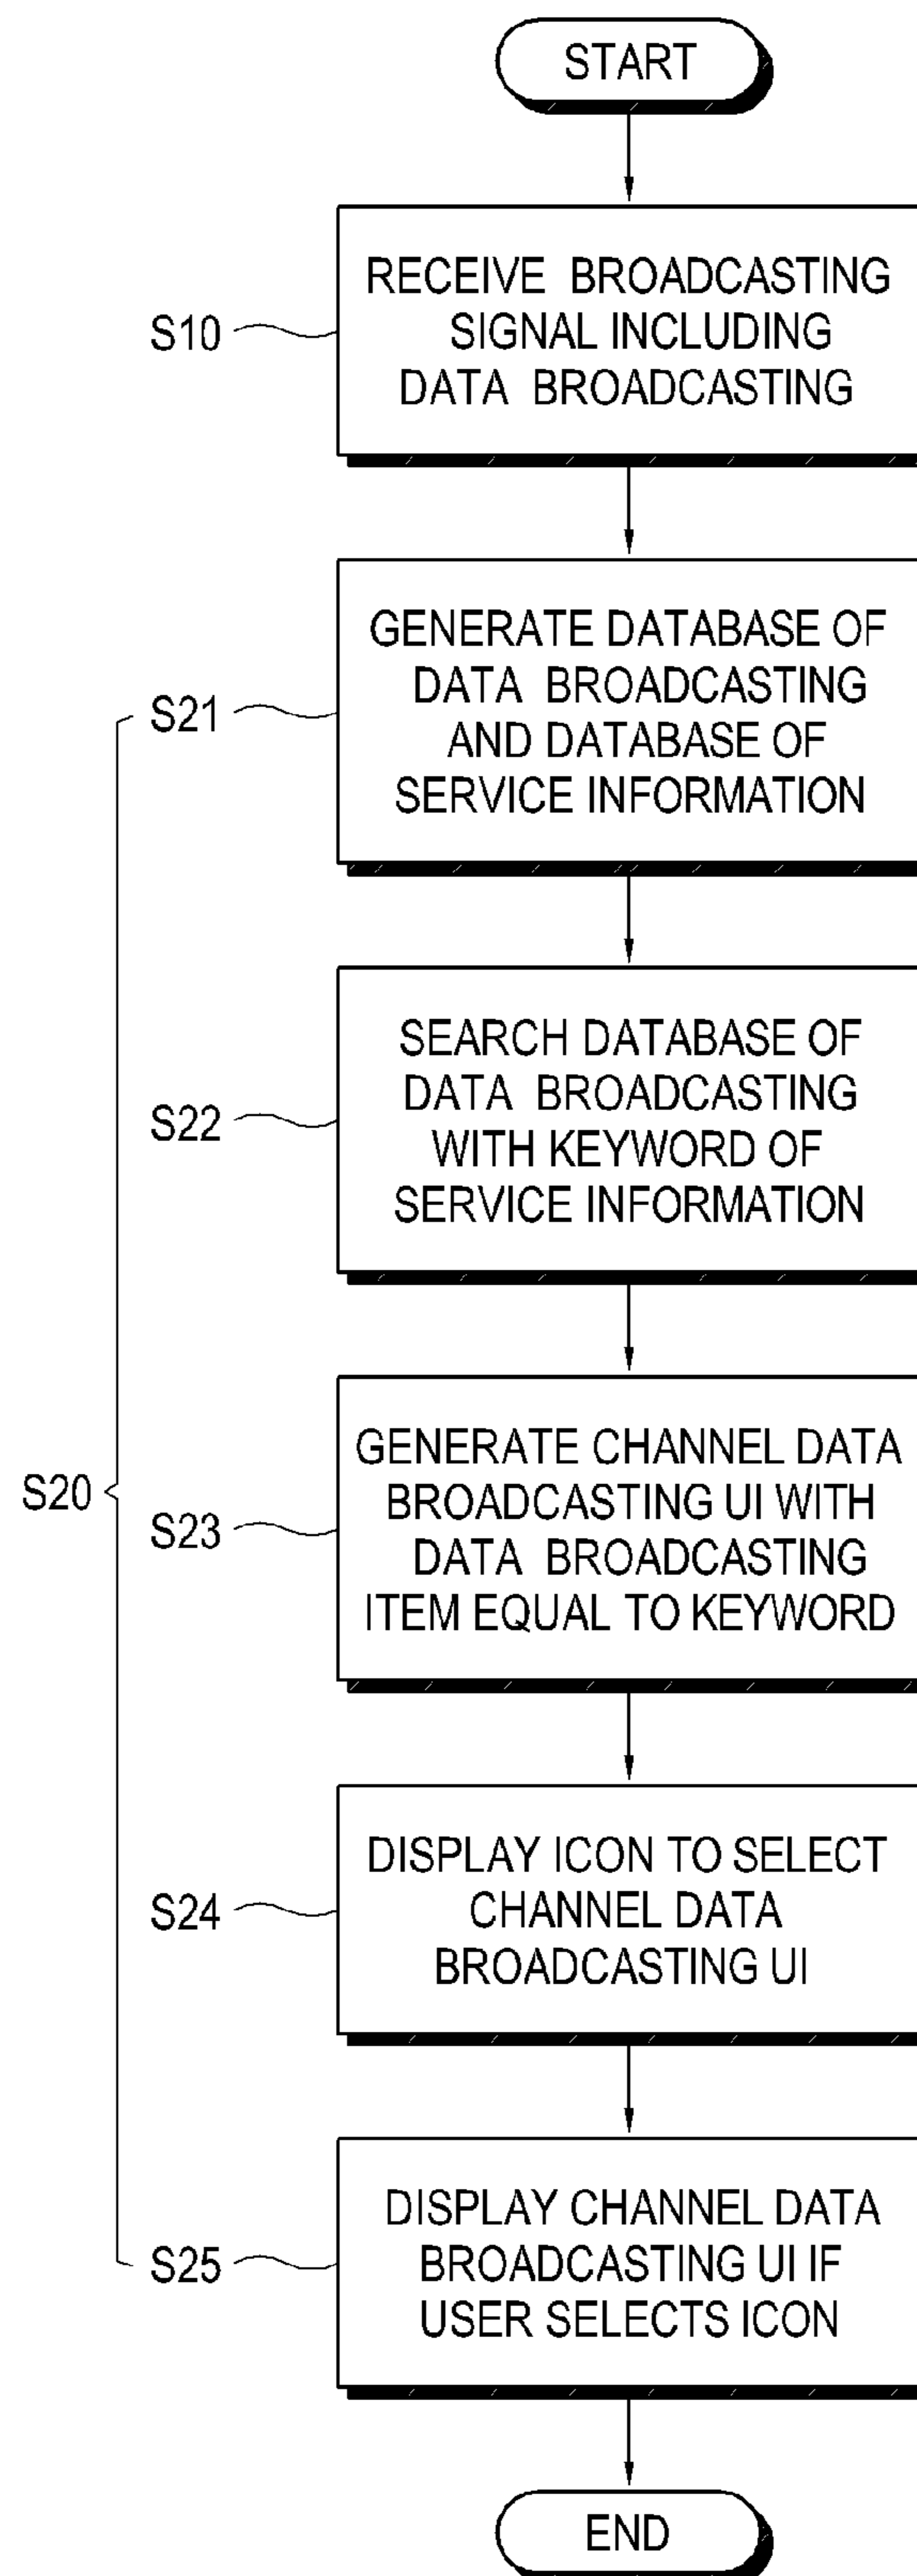 START
S10
RECEIVE BROADCASTING
SIGNAL INCLUDING
DATA BROADCASTING
S20
S21
GENERATE DATABASE OF
DATA BROADCASTING
AND DATABASE OF
SERVICE INFORMATION
S22
SEARCH DATABASE OF
DATA BROADCASTING
WITH KEYWORD OF
SERVICE INFORMATION
S23
GENERATE CHANNEL DATA
BROADCASTING UI WITH
DATA BROADCASTING
ITEM EQUAL TO KEYWORD
S24
DISPLAY ICON TO SELECT
CHANNEL DATA
BROADCASTING UI
S25
DISPLAY CHANNEL DATA
BROADCASTING UI IF
USER SELECTS ICON
END